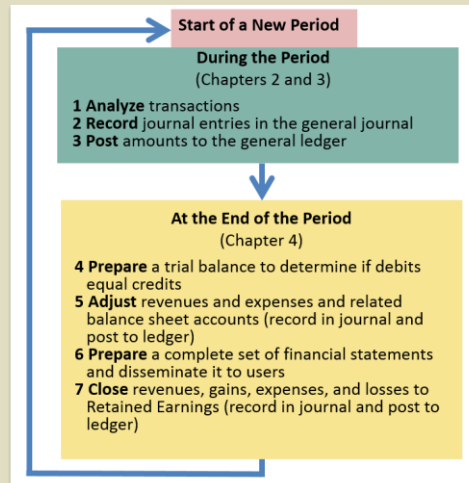 Start of a New Period
During the Period
(Chapters 2 and 3)
1 Analyze transactions
2 Record journal entries in the general journal
3 Post amounts to the general ledger
At the End of the Period
(Chapter 4)
4 Prepare a trial balance to determine if debits
equal credits
5 Adjust revenues and expenses and related
balance sheet accounts (record in journal and
post to ledger)
6 Prepare a complete set of financial statements
and disseminate it to users
7 Close revenues, gains, expenses, and losses to
Retained Earnings (record in journal and post to
ledger)